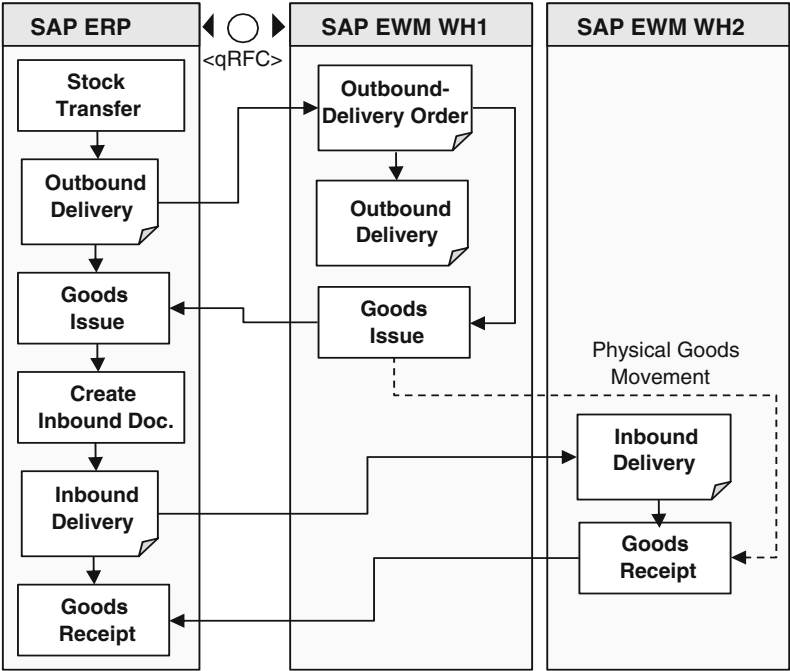 SAP ERP
<qRFC>
SAP EWM WH1
SAP EWM WH2
Stock
Transfer
Outbound
Delivery
Goods
Issue
Create
Inbound Doc.
Inbound
Delivery
Goods
Receipt
Outbound-
Delivery Order
Outbound
Delivery
Goods
Issue
Physical Goods
Movement
Inbound
Delivery
Goods
Receipt